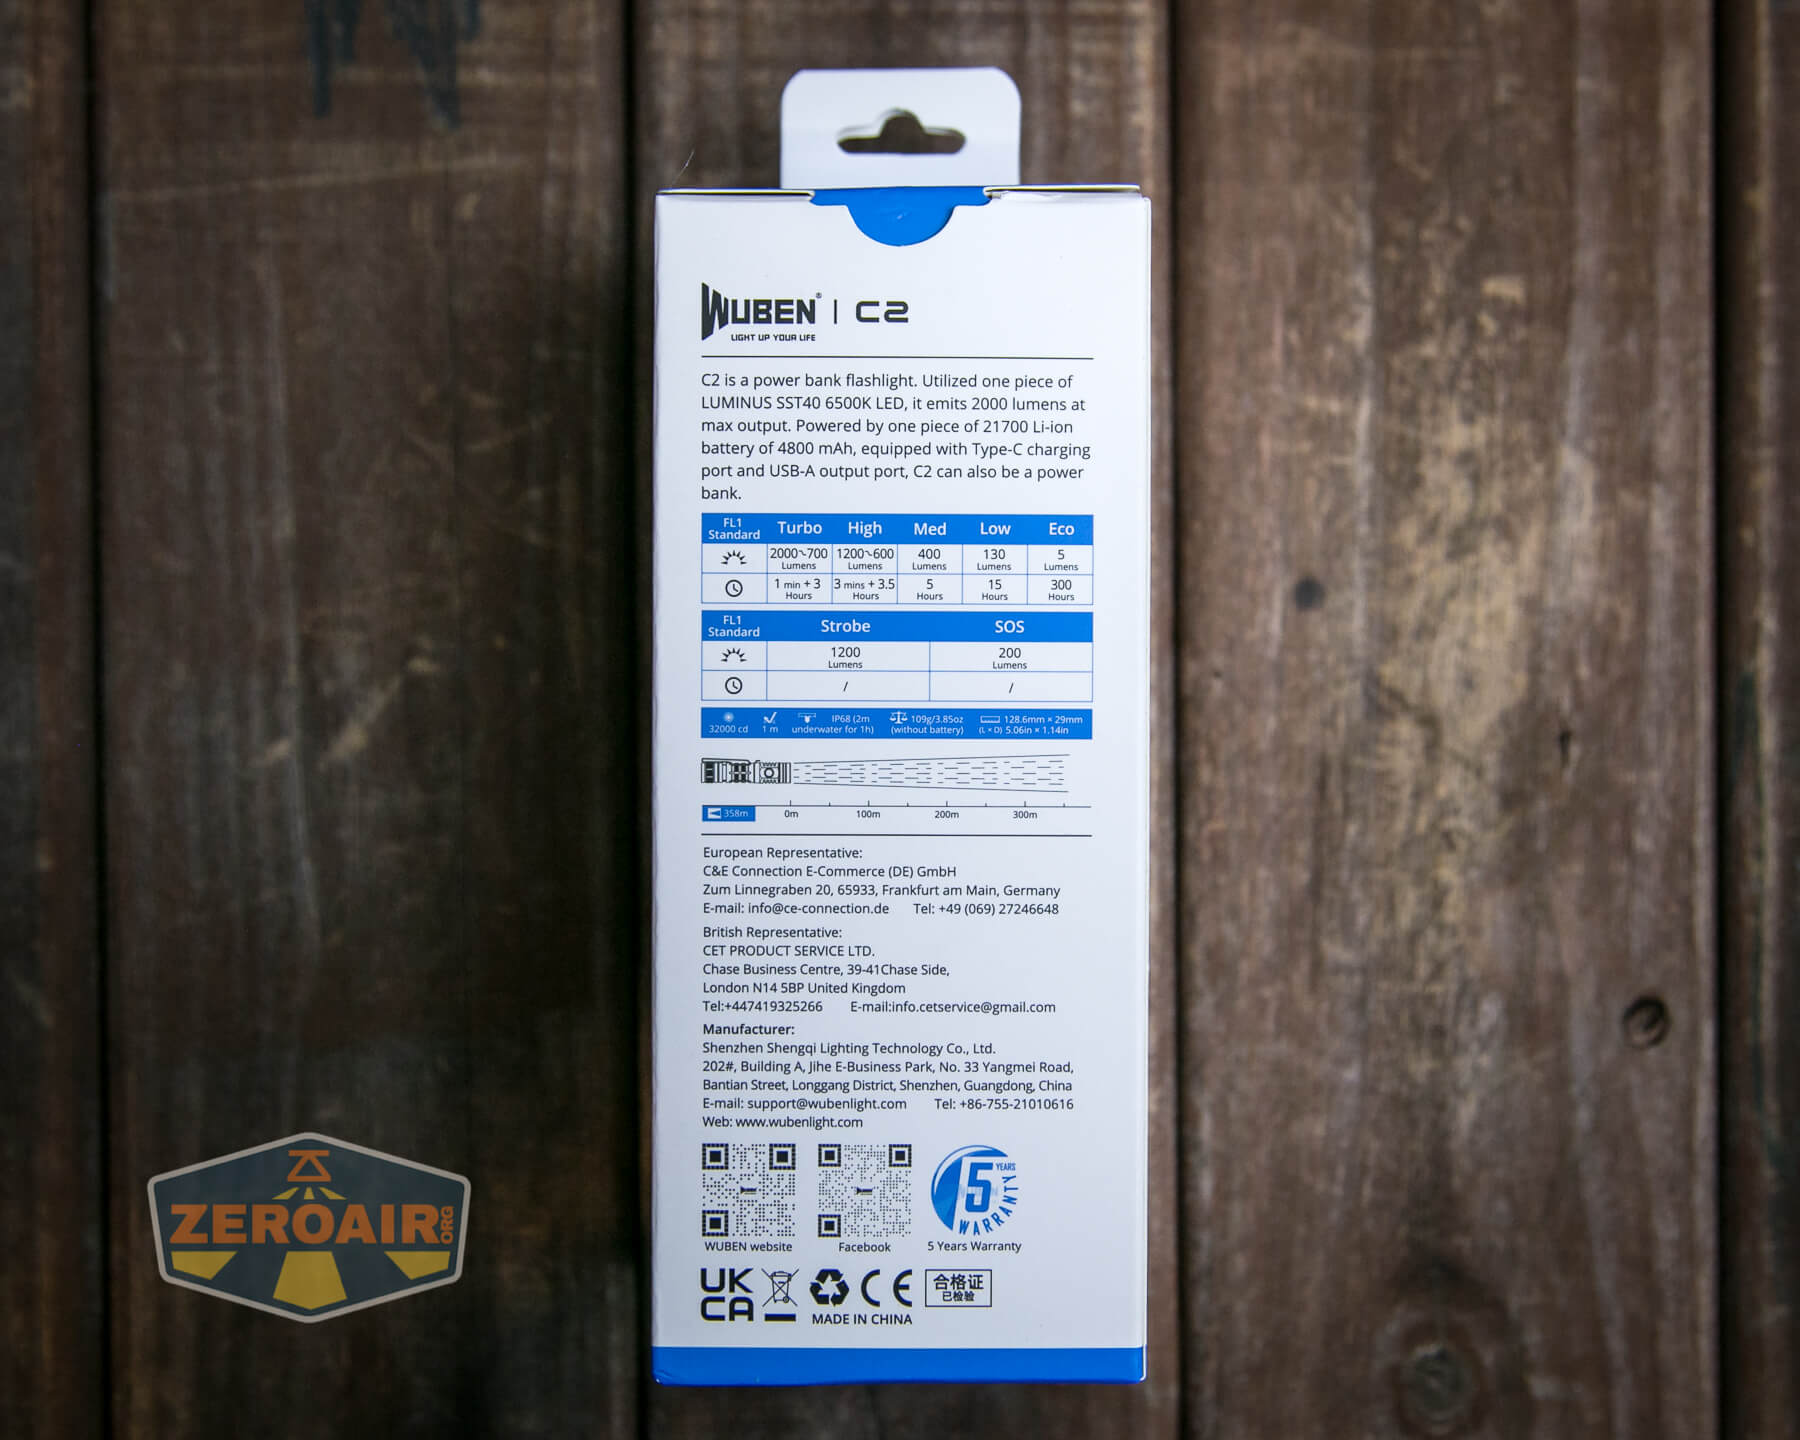 WUBEN® | C2
LIGHT UP YOUR LIFE
C2 is a power bank flashlight. Utilized one piece of
LUMINUS SST40 6500K LED, it emits 2000 lumens at
max output. Powered by one piece of 21700 Li-ion
battery of 4800 mAh, equipped with Type-C charging
port and USB-A output port, C2 can also be a power
bank.
FL1 Standard Turbo High Med Low Eco
2000~700 Lumens 1200~600 Lumens 400 Lumens 130 Lumens 5 Lumens
1 min + 3 Hours 3 mins + 3.5 Hours 5 Hours 15 Hours 300 Hours
FL1 Standard Strobe SOS
1200 Lumens 200 Lumens
/ /
32000 cd 1 m IP68 (2m underwater for 1h) 109g/3.85oz (without battery) 128.6mm × 29mm (L × D) 5.06in × 1.14in
358m 0m 100m 200m 300m
European Representative:
C&E Connection E-Commerce (DE) GmbH
Zum Linnegraben 20, 65933, Frankfurt am Main, Germany
E-mail: info@ce-connection.de Tel: +49 (069) 27246648
British Representative:
CET PRODUCT SERVICE LTD.
Chase Business Centre, 39-41Chase Side,
London N14 5BP United Kingdom
Tel:+447419325266 E-mail:info.cetservice@gmail.com
Manufacturer:
Shenzhen Shengqi Lighting Technology Co., Ltd.
202#, Building A, Jihe E-Business Park, No. 33 Yangmei Road,
Bantian Street, Longgang District, Shenzhen, Guangdong, China
E-mail: support@wubenlight.com Tel: +86-755-21010616
Web: www.wubenlight.com
5 YEARS WARRANTY
WUBEN website Facebook 5 Years Warranty
UK CA CE 合格证
已检验
MADE IN CHINA
ZEROAIR.ORG